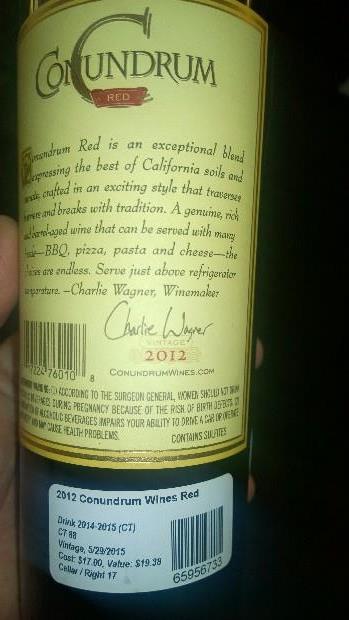 CONUNDRUM
RED
onundrum Red is an exceptional blend
expressing the best of California soils and
crafted in an exciting style that traverses
and breaks with tradition. A genuine, rich
barrel-aged wine that can be served with many
BBQ, pizza, pasta and cheese—the
are endless. Serve just above refrigerator
temperature. —Charlie Wagner, Winemaker
Charlie Wagner
VINTAGE
2012
76010 8
CONUNDRUMWINES.COM
(1) ACCORDING TO THE SURGEON GENERAL, WOMEN SHOULD NOT DRINK
BEVERAGES DURING PREGNANCY BECAUSE OF THE RISK OF BIRTH DEFECTS. (2)
OF ALCOHOLIC BEVERAGES IMPAIRS YOUR ABILITY TO DRIVE A CAR OR OPERATE
AND MAY CAUSE HEALTH PROBLEMS.
CONTAINS SULFITES
2012 Conundrum Wines Red
Drink 2014-2015 (CT)
CT 88
Vintage, 5/29/2015
Cost: $17.00, Value: $19.38
Cellar / Right 17
65956733